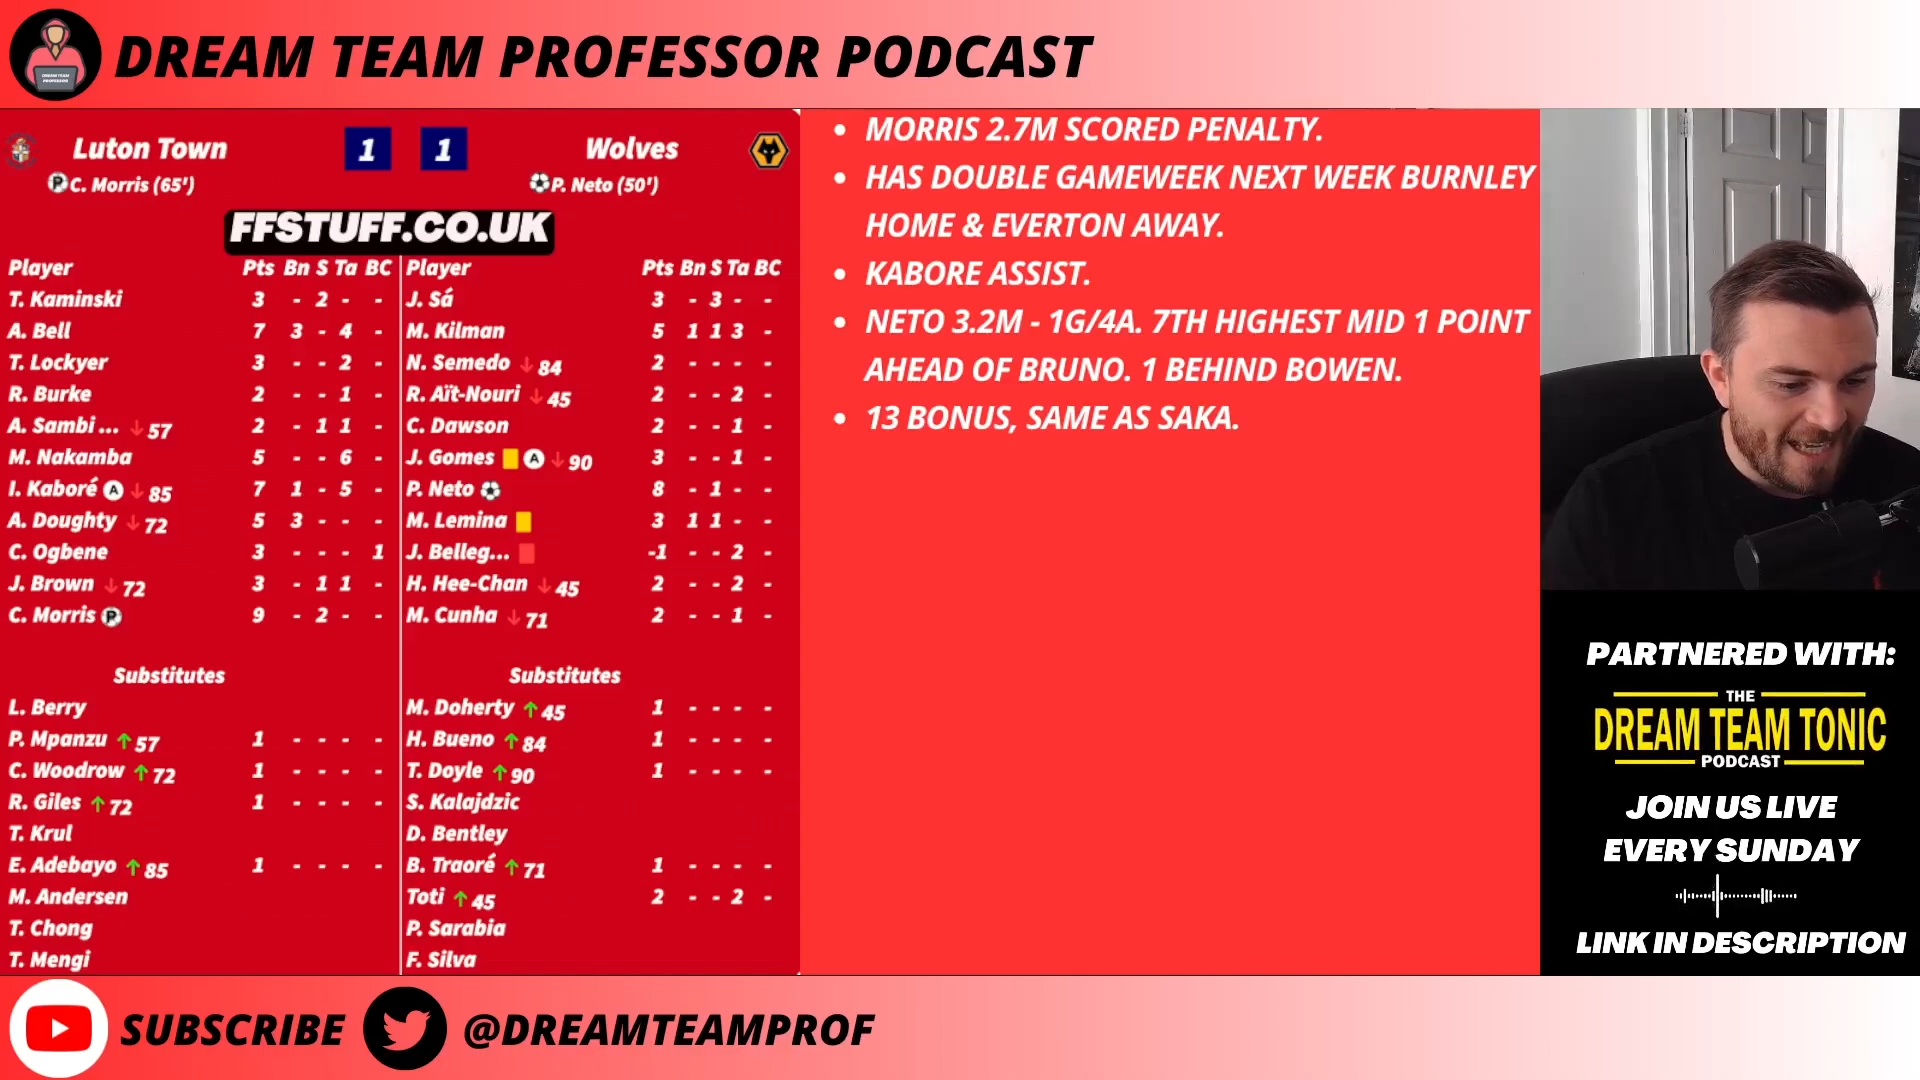 DREAM TEAM PROFESSOR PODCAST
DREAM TEAM
PROFESSOR
Luton Town 1 1 Wolves
P C. Morris (65') P. Neto (50')
FFSTUFF.CO.UK
Player Pts Bn S Ta BC
T. Kaminski 3 - 2 - -
A. Bell 7 3 - 4 -
T. Lockyer 3 - - 2 -
R. Burke 2 - - 1 -
A. Sambi ... 57 2 - 1 1 -
M. Nakamba 5 - - 6 -
I. Kaboré A 85 7 1 - 5 -
A. Doughty 72 5 3 - - -
C. Ogbene 3 - - - 1
J. Brown 72 3 - 1 1 -
C. Morris P 9 - 2 - -
Substitutes
L. Berry
P. Mpanzu 57 1 - - - -
C. Woodrow 72 1 - - - -
R. Giles 72 1 - - - -
T. Krul
E. Adebayo 85 1 - - - -
M. Andersen
T. Chong
T. Mengi
Player Pts Bn S Ta BC
J. Sá 3 - 3 - -
M. Kilman 5 1 1 3 -
N. Semedo 84 2 - - - -
R. Aït-Nouri 45 2 - - 2 -
C. Dawson 2 - - 1 -
J. Gomes A 90 3 - - 1 -
P. Neto 8 - 1 - -
M. Lemina 3 1 1 - -
J. Belleg... -1 - - 2 -
H. Hee-Chan 45 2 - - 2 -
M. Cunha 71 2 - - 1 -
Substitutes
M. Doherty 45 1 - - - -
H. Bueno 84 1 - - - -
T. Doyle 90 1 - - - -
S. Kalajdzic
D. Bentley
B. Traoré 71 1 - - - -
Toti 45 2 - - 2 -
P. Sarabia
F. Silva
• MORRIS 2.7M SCORED PENALTY.
• HAS DOUBLE GAMEWEEK NEXT WEEK BURNLEY
HOME & EVERTON AWAY.
• KABORE ASSIST.
• NETO 3.2M - 1G/4A. 7TH HIGHEST MID 1 POINT
AHEAD OF BRUNO. 1 BEHIND BOWEN.
• 13 BONUS, SAME AS SAKA.
PARTNERED WITH:
THE
DREAM TEAM TONIC
PODCAST
JOIN US LIVE
EVERY SUNDAY
LINK IN DESCRIPTION
SUBSCRIBE @DREAMTEAMPROF